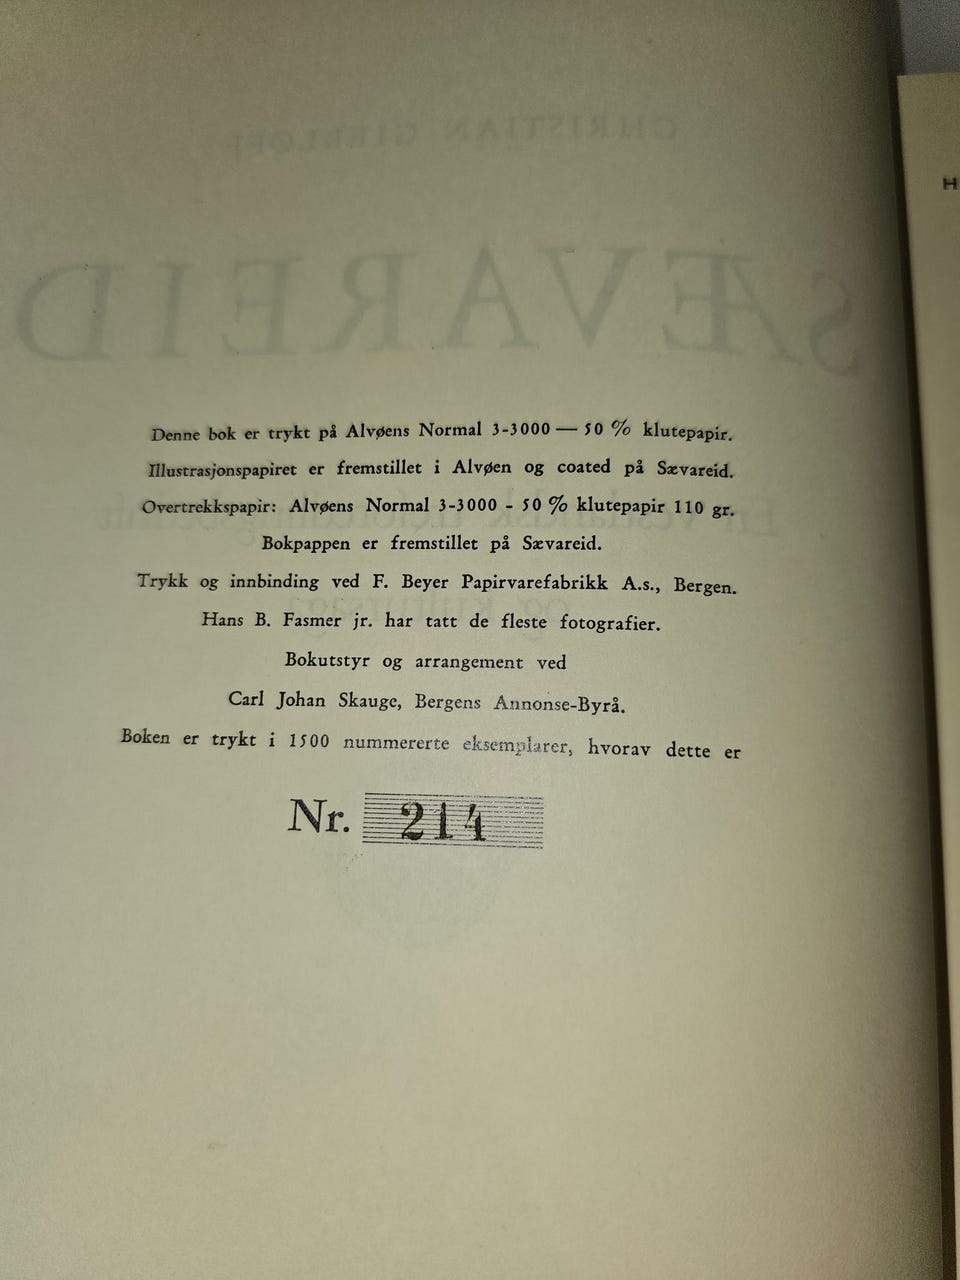 Denne bok er trykt på Alvøens Normal 3-3000 — 50 % klutepapir.
Illustrasjonspapiret er fremstillet i Alvøen og coated på Sævareid.
Overtrekkspapir: Alvøens Normal 3-3000 - 50 % klutepapir 110 gr.
Bokpappen er fremstillet på Sævareid.
Trykk og innbinding ved F. Beyer Papirvarefabrikk A.s., Bergen.
Hans B. Fasmer jr. har tatt de fleste fotografier.
Bokutstyr og arrangement ved
Carl Johan Skauge, Bergens Annonse-Byrå.
Boken er trykt i 1500 nummererte eksemplarer, hvorav dette er
Nr. 214
SÆVAREID
H